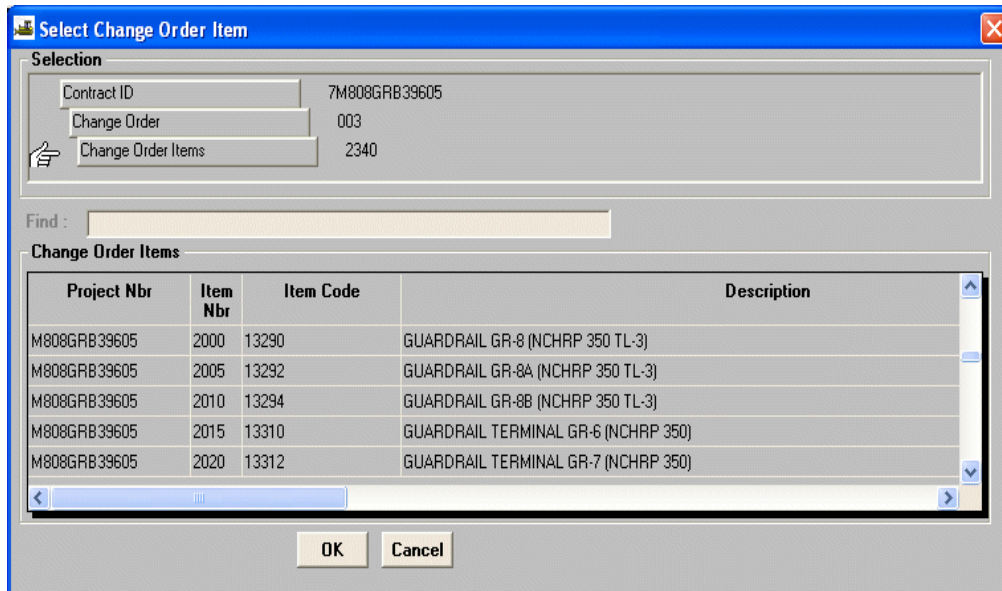 Select Change Order Item
Selection
Contract ID 7M808GRB39605
Change Order 003
Change Order Items 2340
Find :
Change Order Items
Project Nbr Item Nbr Item Code Description
M808GRB39605 2000 13290 GUARDRAIL GR-8 (NCHRP 350 TL-3)
M808GRB39605 2005 13292 GUARDRAIL GR-8A (NCHRP 350 TL-3)
M808GRB39605 2010 13294 GUARDRAIL GR-8B (NCHRP 350 TL-3)
M808GRB39605 2015 13310 GUARDRAIL TERMINAL GR-6 (NCHRP 350)
M808GRB39605 2020 13312 GUARDRAIL TERMINAL GR-7 (NCHRP 350)
OK Cancel